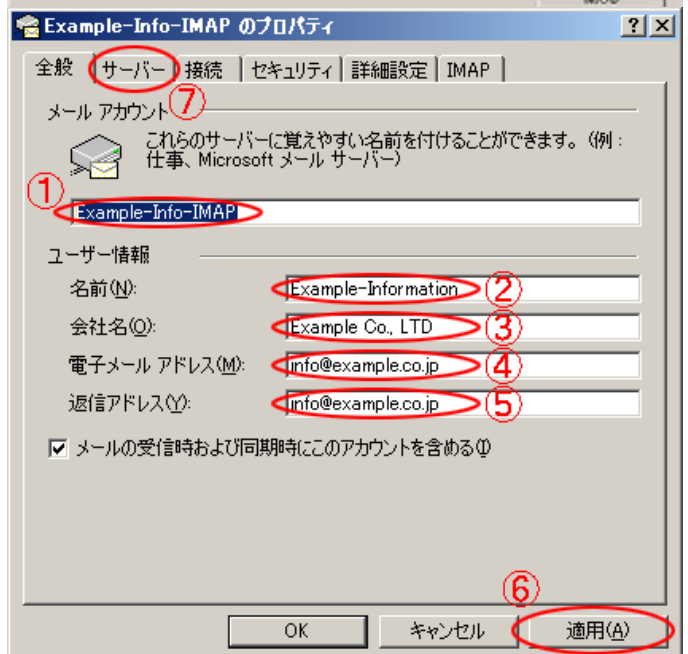 Example-Info-IMAP のプロパティ
全般 サーバー 接続 セキュリティ 詳細設定 IMAP
⑦
メール アカウント
これらのサーバーに覚えやすい名前を付けることができます。(例:
仕事、Microsoft メール サーバー)
①
Example-Info-IMAP
ユーザー情報
名前(N): Example-Information ②
会社名(O): Example Co., LTD ③
電子メール アドレス(M): info@example.co.jp ④
返信アドレス(Y): info@example.co.jp ⑤
メールの受信時および同期時にこのアカウントを含める(I)
⑥
OK キャンセル 適用(A)